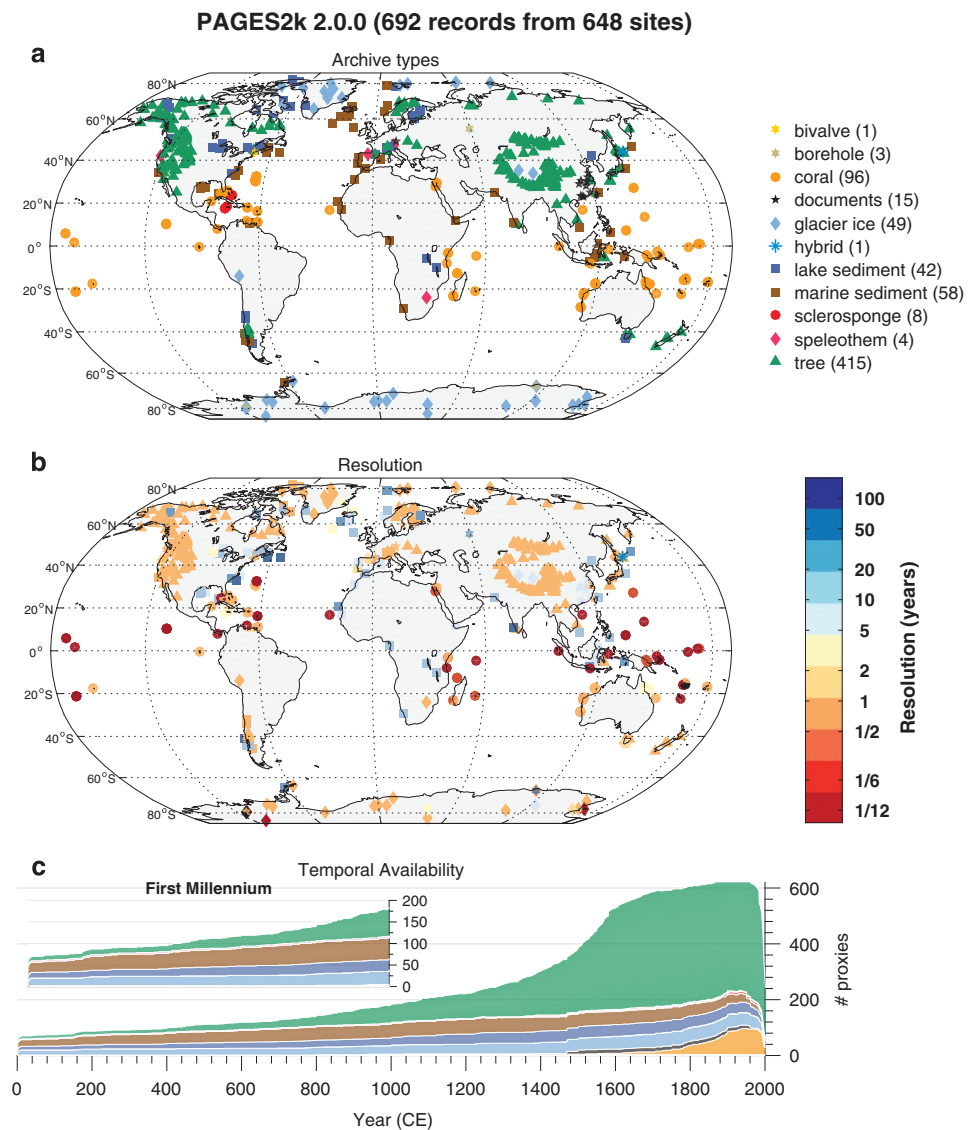 PAGES2k 2.0.0 (692 records from 648 sites)
a
Archive types
80°N
60°N
40°N
20°N
0°
20°S
40°S
60°S
80°S
bivalve (1)
borehole (3)
coral (96)
documents (15)
glacier ice (49)
hybrid (1)
lake sediment (42)
marine sediment (58)
sclerosponge (8)
speleothem (4)
tree (415)
b
Resolution
80°N
60°N
40°N
20°N
0°
20°S
40°S
60°S
80°S
100
50
20
10
5
2
1
1/2
1/6
1/12
Resolution (years)
c
Temporal Availability
First Millennium
200
150
100
50
0
600
400
200
0
# proxies
0 200 400 600 800 1000 1200 1400 1600 1800 2000
Year (CE)